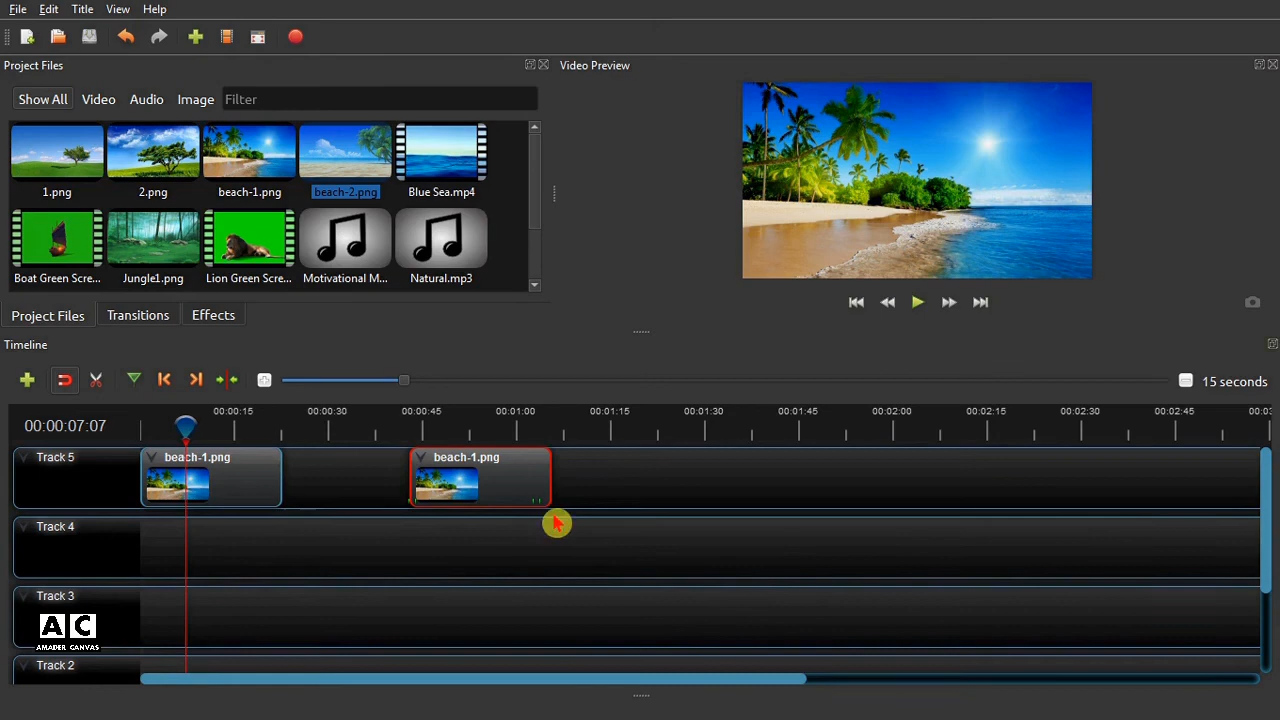 File Edit Title View Help
Project Files
Video Preview
Show All Video Audio Image Filter
1.png 2.png beach-1.png beach-2.png Blue Sea.mp4
Boat Green Scre... Jungle1.png Lion Green Scre... Motivational M... Natural.mp3
Project Files Transitions Effects
Timeline
15 seconds
00:00:07:07
00:00:15 00:00:30 00:00:45 00:01:00 00:01:15 00:01:30 00:01:45 00:02:00 00:02:15 00:02:30 00:02:45
Track 5 beach-1.png beach-1.png
Track 4
Track 3
AC
AMADER CANVAS
Track 2